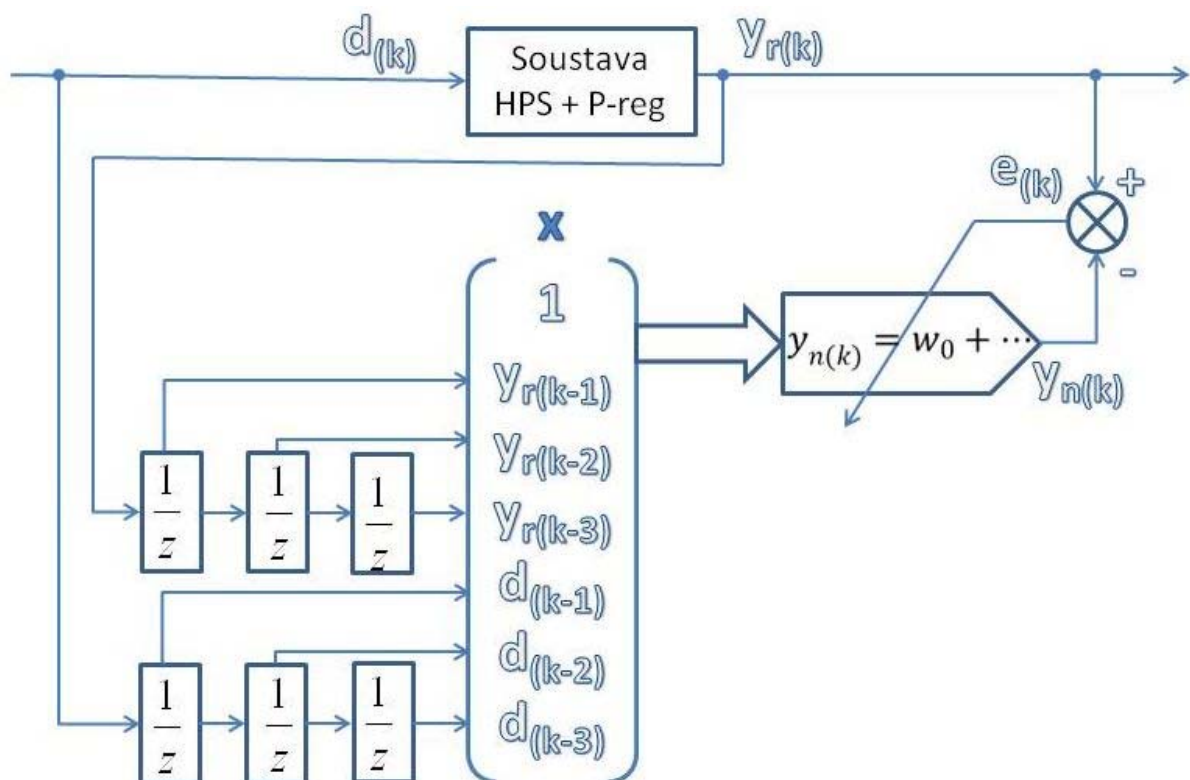 d(k)
Soustava
HPS + P-reg
yr(k)
e(k)
+
-
x
1
yr(k-1)
yr(k-2)
yr(k-3)
d(k-1)
d(k-2)
d(k-3)
yn(k) = w0 + ⋯
yn(k)
1
z
1
z
1
z
1
z
1
z
1
z